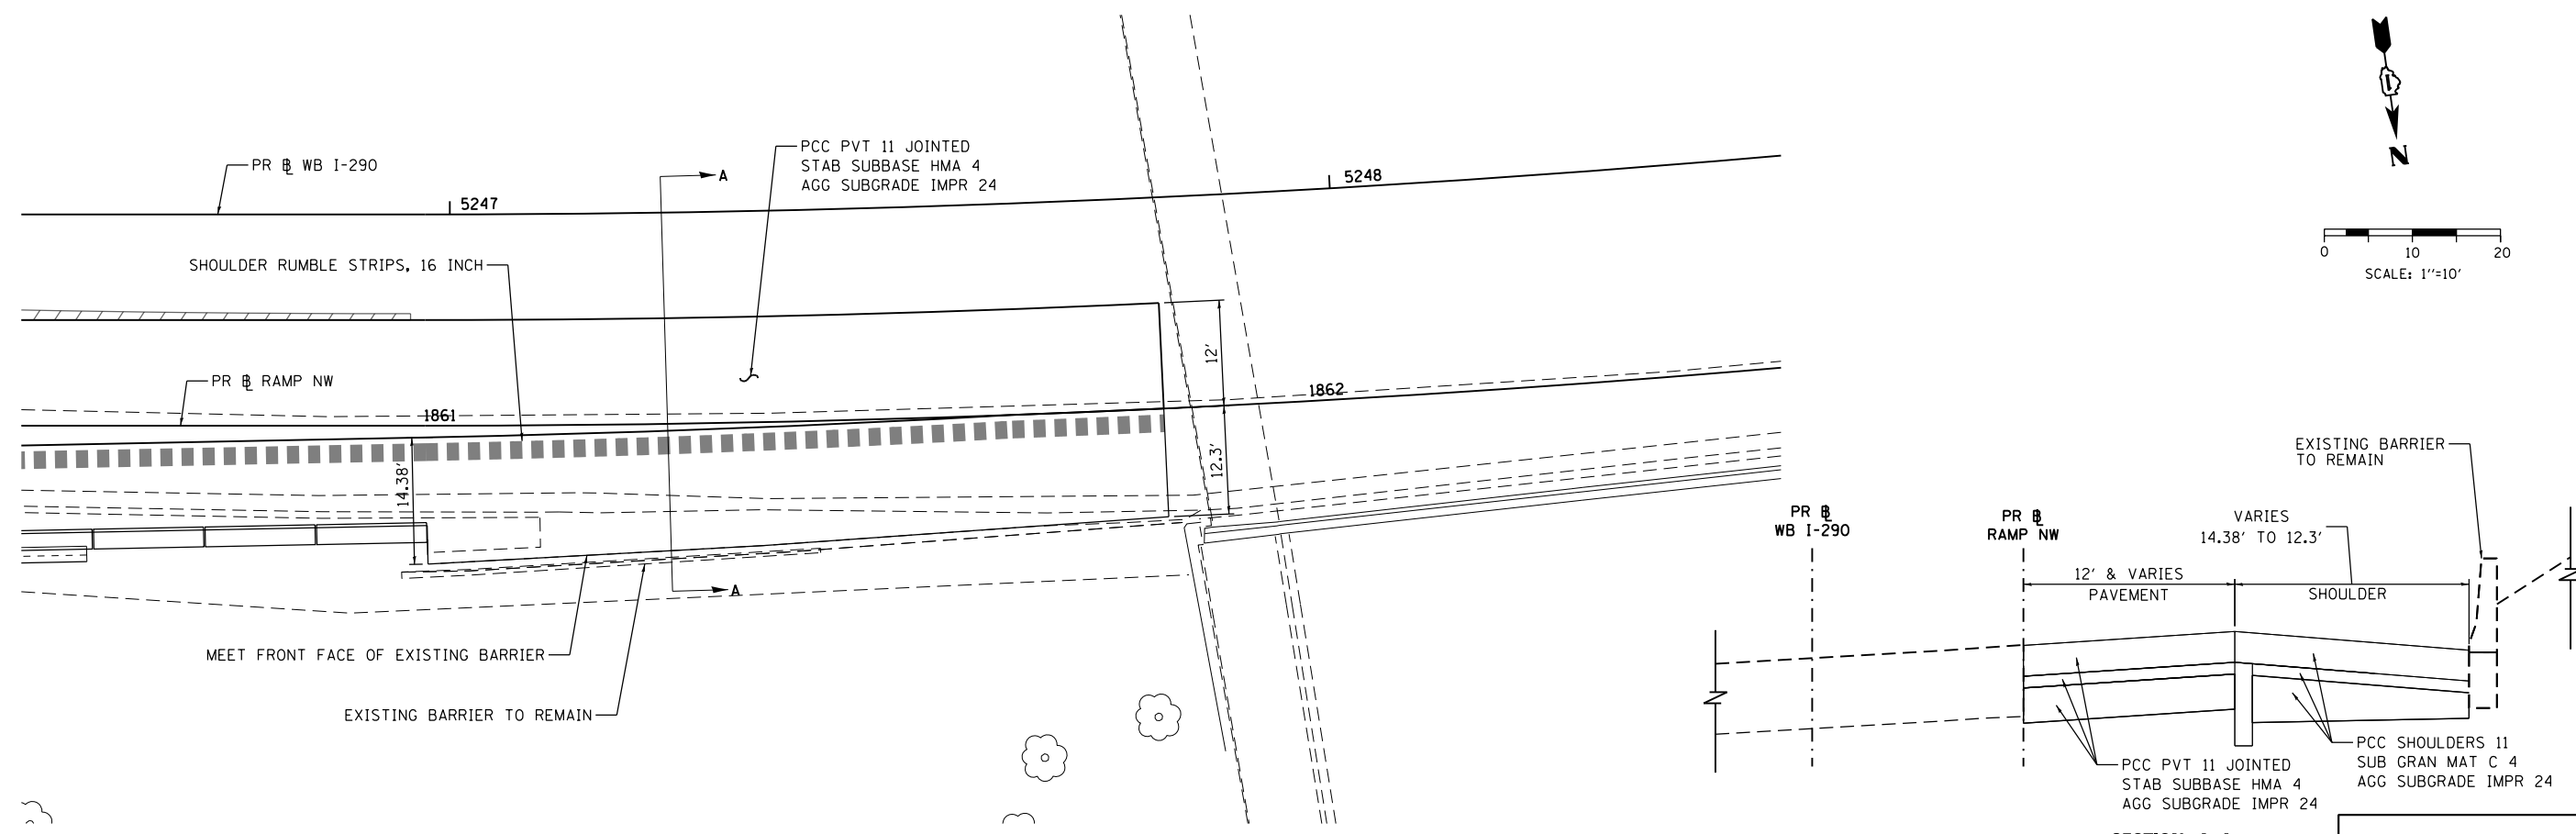 PR BL WB I-290
5247
PCC PVT 11 JOINTED
STAB SUBBASE HMA 4
AGG SUBGRADE IMPR 24
A
5248
SHOULDER RUMBLE STRIPS, 16 INCH
PR BL RAMP NW
1861
12'
1862
14.38'
12.3'
A
MEET FRONT FACE OF EXISTING BARRIER
EXISTING BARRIER TO REMAIN
N
0 10 20
SCALE: 1"=10'
EXISTING BARRIER
TO REMAIN
PR BL
WB I-290
PR BL
RAMP NW
VARIES
14.38' TO 12.3'
12' & VARIES
PAVEMENT
SHOULDER
PCC SHOULDERS 11
SUB GRAN MAT C 4
AGG SUBGRADE IMPR 24
PCC PVT 11 JOINTED
STAB SUBBASE HMA 4
AGG SUBGRADE IMPR 24